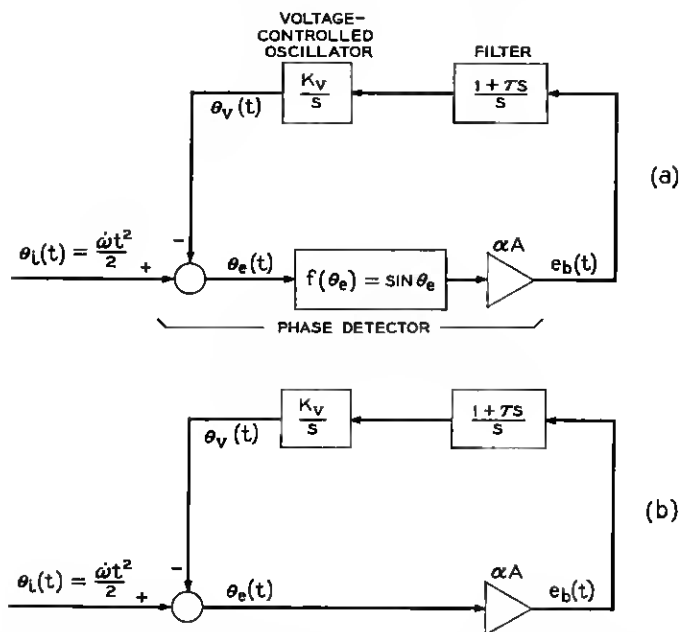 VOLTAGE-
CONTROLLED
OSCILLATOR
FILTER
K_V
S
1 + τS
S
θ_V(t)
(a)
θ_i(t) = ω̇t²
2
+
−
θ_e(t)
f(θ_e) = SIN θ_e
αA
e_b(t)
PHASE DETECTOR
K_V
S
1 + τS
S
θ_V(t)
(b)
θ_i(t) = ω̇t²
2
+
−
θ_e(t)
αA
e_b(t)